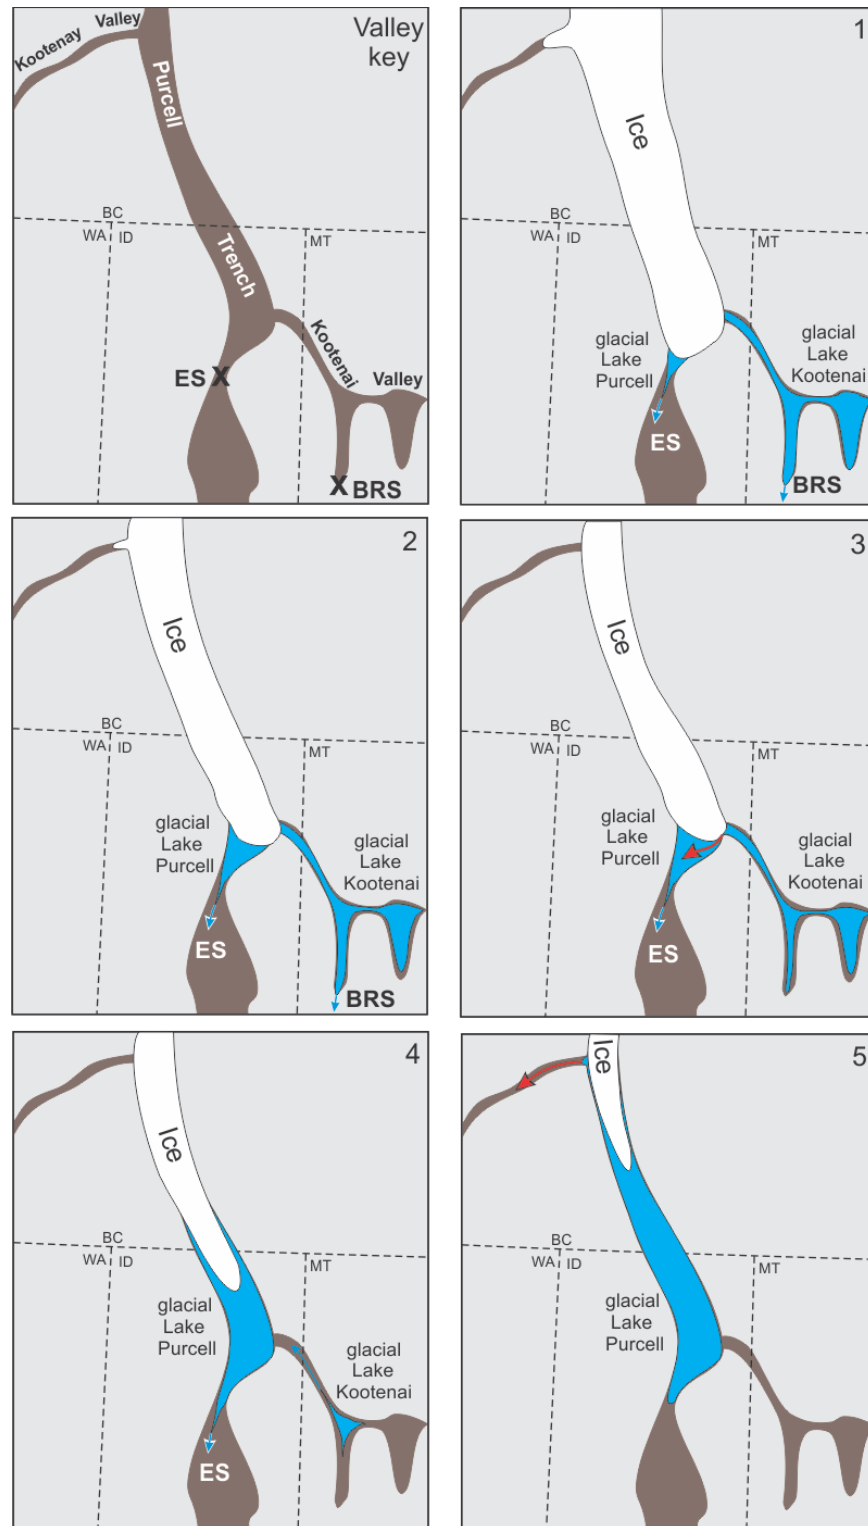 Valley
key
Kootenay
Valley
Purcell
Trench
BC
WA
ID
MT
Kootenai
Valley
ES X
X BRS
1
Ice
BC
WA
ID
MT
glacial
Lake
Purcell
glacial
Lake
Kootenai
ES
BRS
2
Ice
BC
WA
ID
MT
glacial
Lake
Purcell
glacial
Lake
Kootenai
ES
BRS
3
Ice
BC
WA
ID
MT
glacial
Lake
Purcell
glacial
Lake
Kootenai
ES
4
Ice
BC
WA
ID
MT
glacial
Lake
Purcell
glacial
Lake
Kootenai
ES
5
Ice
BC
WA
ID
MT
glacial
Lake
Purcell